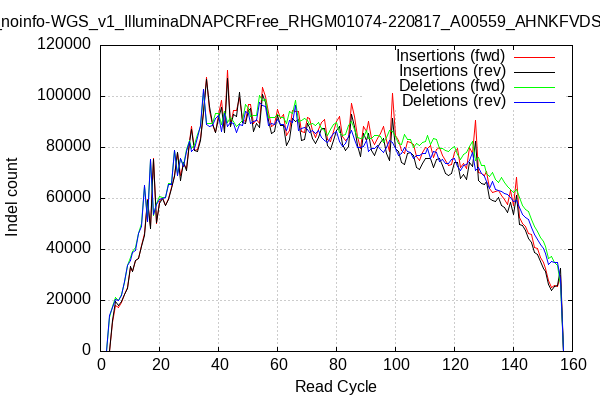 _noinfo-WGS_v1_IlluminaDNAPCRFree_RHGM01074-220817_A00559_AHNKFVDS
120000
100000
80000
60000
40000
20000
0
Indel count
Insertions (fwd)
Insertions (rev)
Deletions (fwd)
Deletions (rev)
0 20 40 60 80 100 120 140 160
Read Cycle